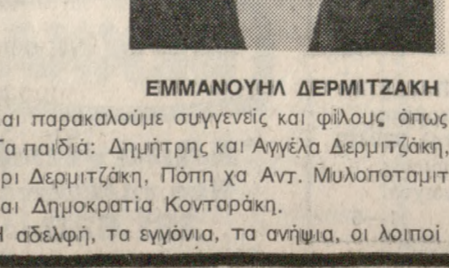 ΕΜΜΑΝΟΥΗΛ ΔΕΡΜΙΤΖΑΚΗ
αι παρακαλούμε συγγενείς και φίλους όπως
Τα παιδιά: Δημήτρης και Αγγέλα Δερμιτζάκη,
ρι Δερμιτζάκη, Πόπη χα Αντ. Μυλοποταμιτ
αι Δημοκρατία Κονταράκη.
Η αδελφή, τα εγγόνια, τα ανήψια, οι λοιποί